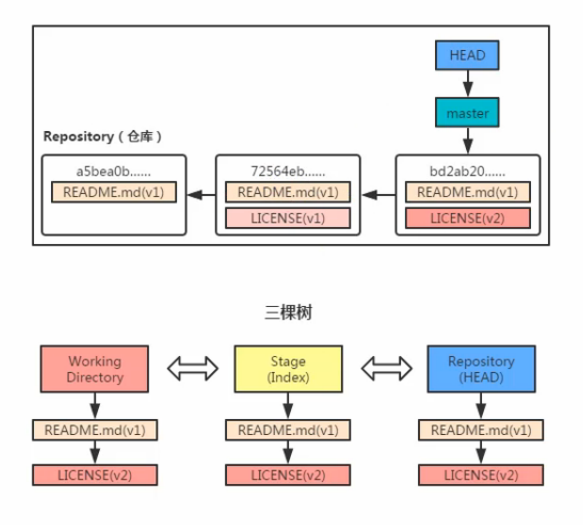 HEAD
master
Repository（仓库）
a5bea0b......
README.md(v1)
72564eb......
README.md(v1)
LICENSE(v1)
bd2ab20......
README.md(v1)
LICENSE(v2)
三棵树
Working
Directory
README.md(v1)
LICENSE(v2)
Stage
(Index)
README.md(v1)
LICENSE(v2)
Repository
(HEAD)
README.md(v1)
LICENSE(v2)